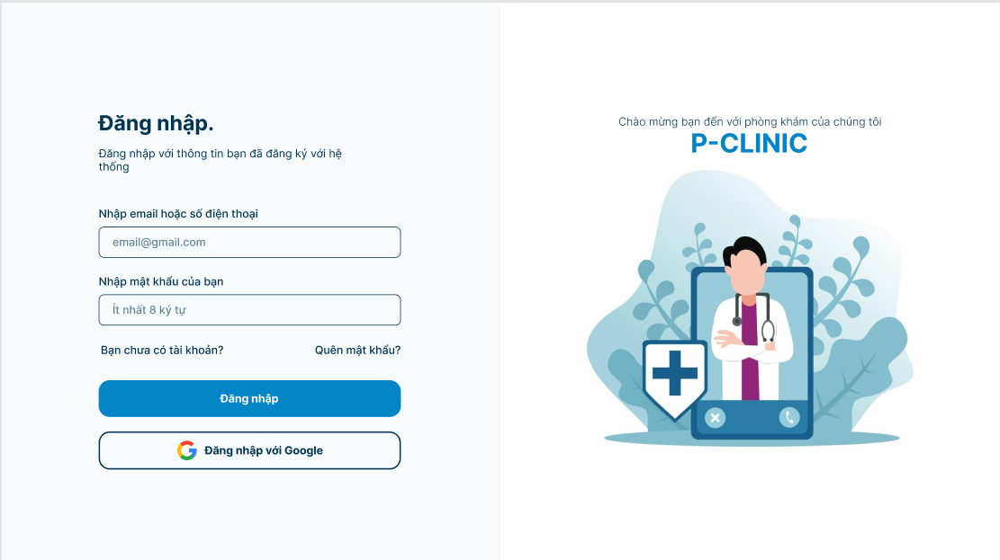 Đăng nhập.
Đăng nhập với thông tin bạn đã đăng ký với hệ
thống
Nhập email hoặc số điện thoại
email@gmail.com
Nhập mật khẩu của bạn
Ít nhất 8 ký tự
Bạn chưa có tài khoản?
Quên mật khẩu?
Đăng nhập
Đăng nhập với Google
Chào mừng bạn đến với phòng khám của chúng tôi
P-CLINIC